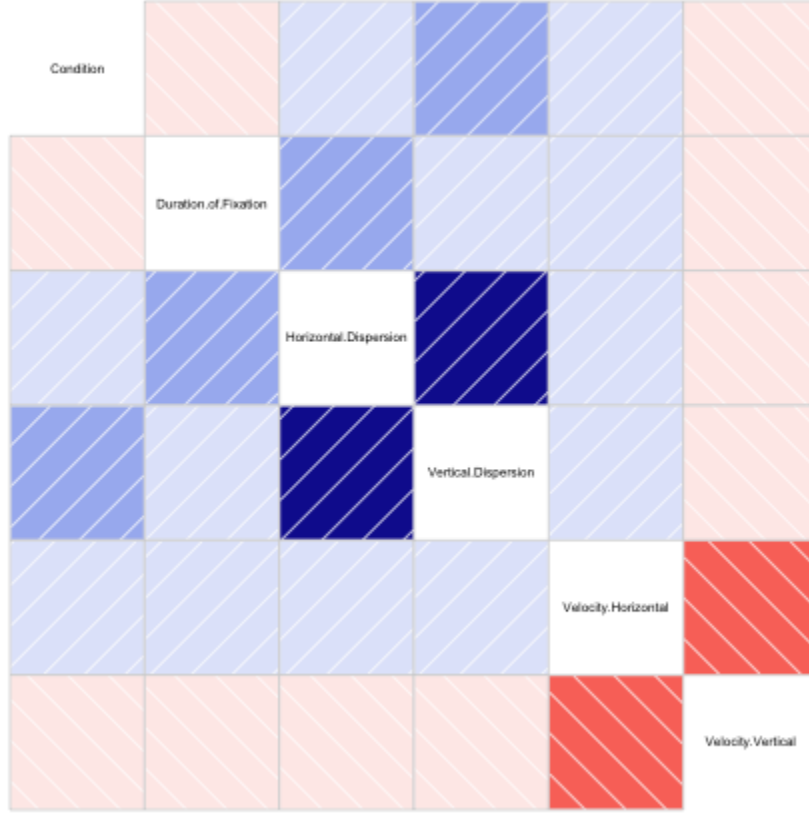 Condition
Duration.of.Fixation
Horizontal.Dispersion
Vertical.Dispersion
Velocity.Horizontal
Velocity.Vertical